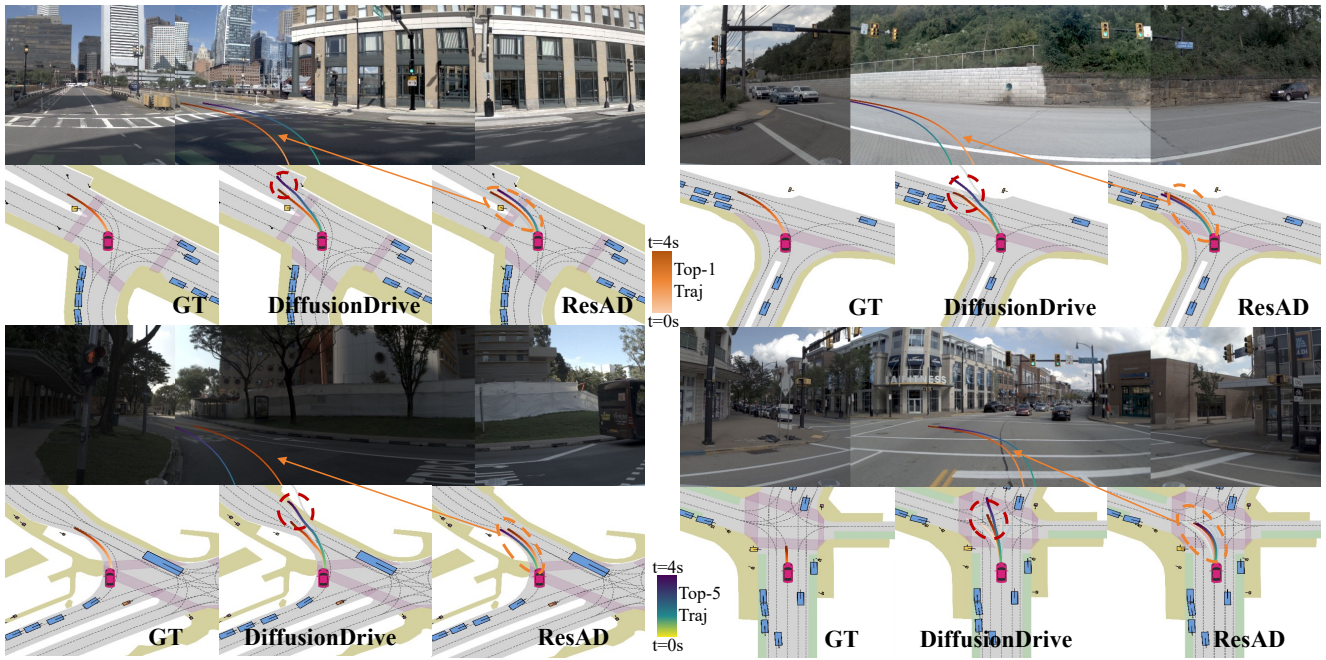 GT
DiffusionDrive
ResAD
t=4s
Top-1
Traj
t=0s
GT
DiffusionDrive
ResAD
GT
DiffusionDrive
ResAD
t=4s
Top-5
Traj
t=0s
GT
DiffusionDrive
ResAD